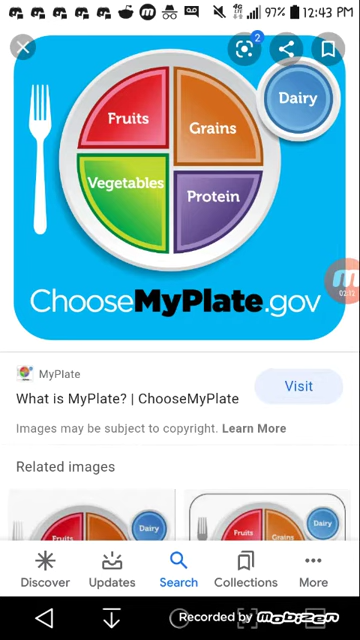 97% 12:43 PM
2
Fruits
Grains
Dairy
Vegetables
Protein
ChooseMyPlate.gov
MyPlate
What is MyPlate? | ChooseMyPlate
Visit
Images may be subject to copyright. Learn More
Related images
Fruits
Dairy
Fruits
Grains
Dairy
Discover
Updates
Search
Collections
More
Recorded by Mobizen